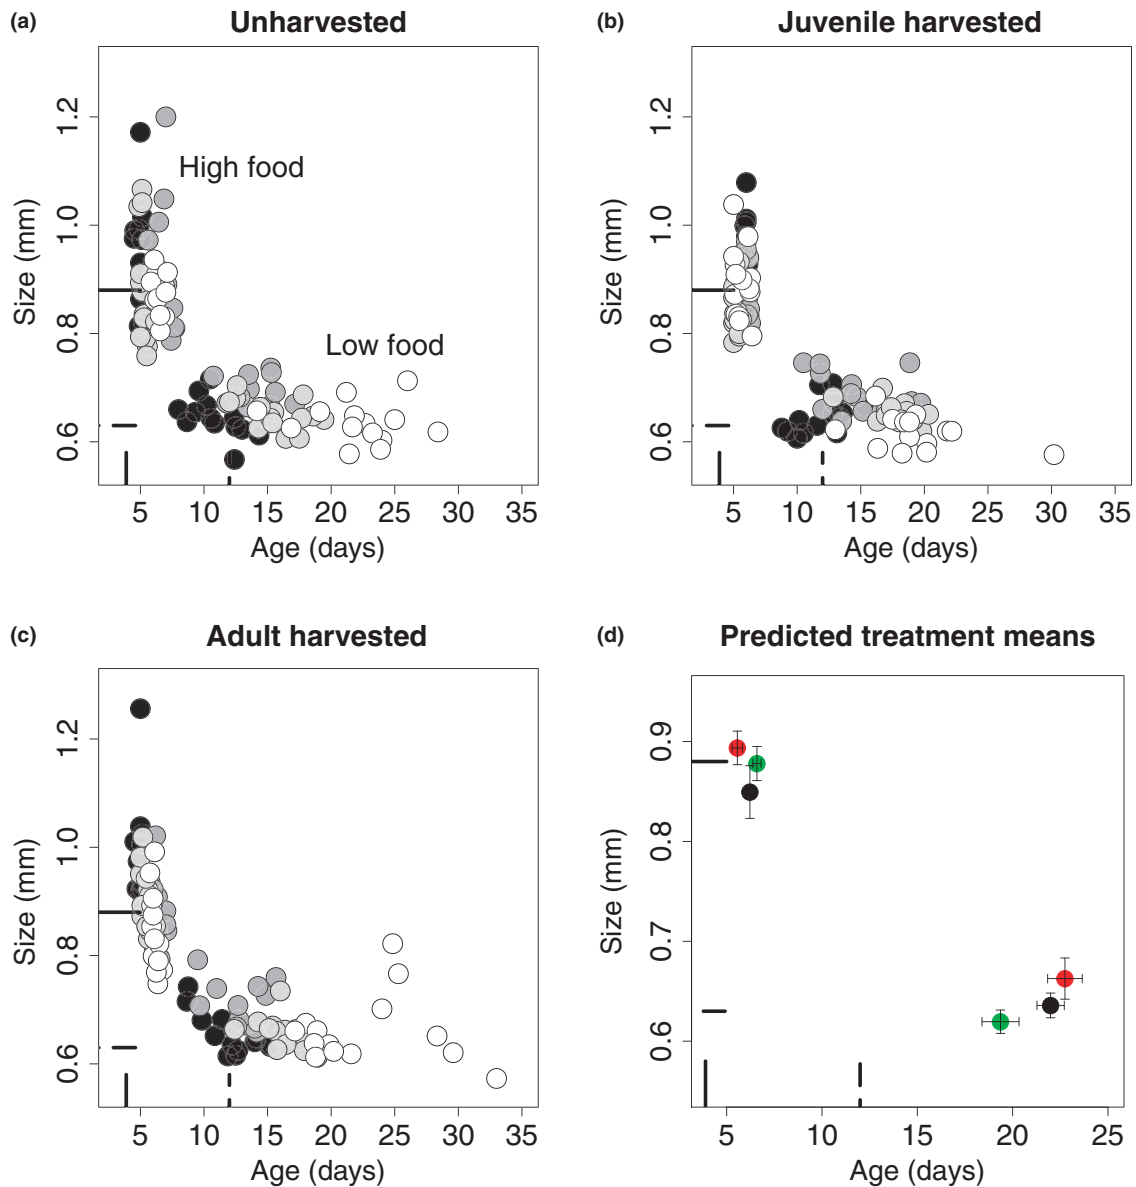 (a) Unharvested
1.2
1.0
0.8
0.6
Size (mm)
High food
Low food
5 10 15 20 25 30 35
Age (days)
(b) Juvenile harvested
1.2
1.0
0.8
0.6
Size (mm)
5 10 15 20 25 30 35
Age (days)
(c) Adult harvested
1.2
1.0
0.8
0.6
Size (mm)
5 10 15 20 25 30 35
Age (days)
(d) Predicted treatment means
0.9
0.8
0.7
0.6
Size (mm)
5 10 15 20 25
Age (days)